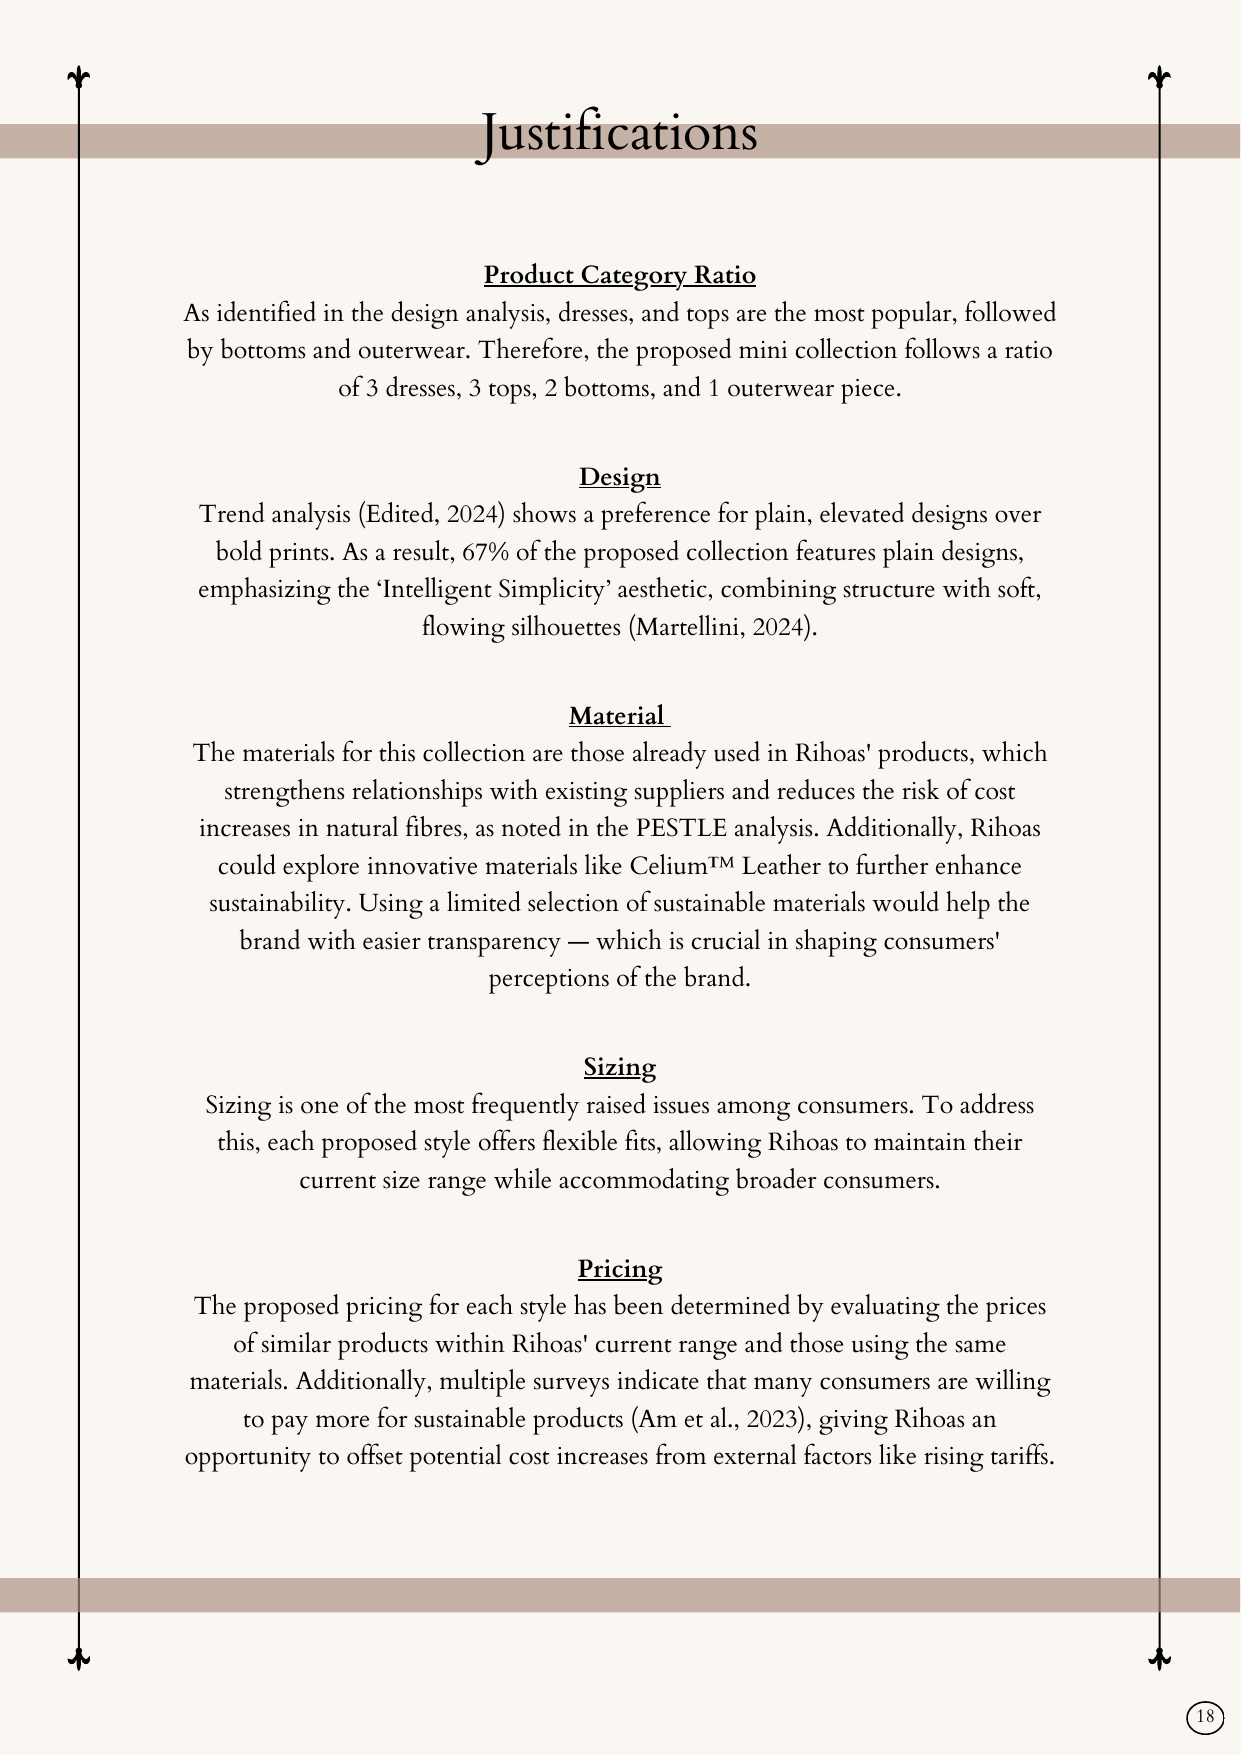 Justifications
Product Category Ratio
As identified in the design analysis, dresses, and tops are the most popular, followed
by bottoms and outerwear. Therefore, the proposed mini collection follows a ratio
of 3 dresses, 3 tops, 2 bottoms, and 1 outerwear piece.
Design
Trend analysis (Edited, 2024) shows a preference for plain, elevated designs over
bold prints. As a result, 67% of the proposed collection features plain designs,
emphasizing the ‘Intelligent Simplicity’ aesthetic, combining structure with soft,
flowing silhouettes (Martellini, 2024).
Material
The materials for this collection are those already used in Rihoas' products, which
strengthens relationships with existing suppliers and reduces the risk of cost
increases in natural fibres, as noted in the PESTLE analysis. Additionally, Rihoas
could explore innovative materials like Celium™ Leather to further enhance
sustainability. Using a limited selection of sustainable materials would help the
brand with easier transparency — which is crucial in shaping consumers'
perceptions of the brand.
Sizing
Sizing is one of the most frequently raised issues among consumers. To address
this, each proposed style offers flexible fits, allowing Rihoas to maintain their
current size range while accommodating broader consumers.
Pricing
The proposed pricing for each style has been determined by evaluating the prices
of similar products within Rihoas' current range and those using the same
materials. Additionally, multiple surveys indicate that many consumers are willing
to pay more for sustainable products (Am et al., 2023), giving Rihoas an
opportunity to offset potential cost increases from external factors like rising tariffs.
18